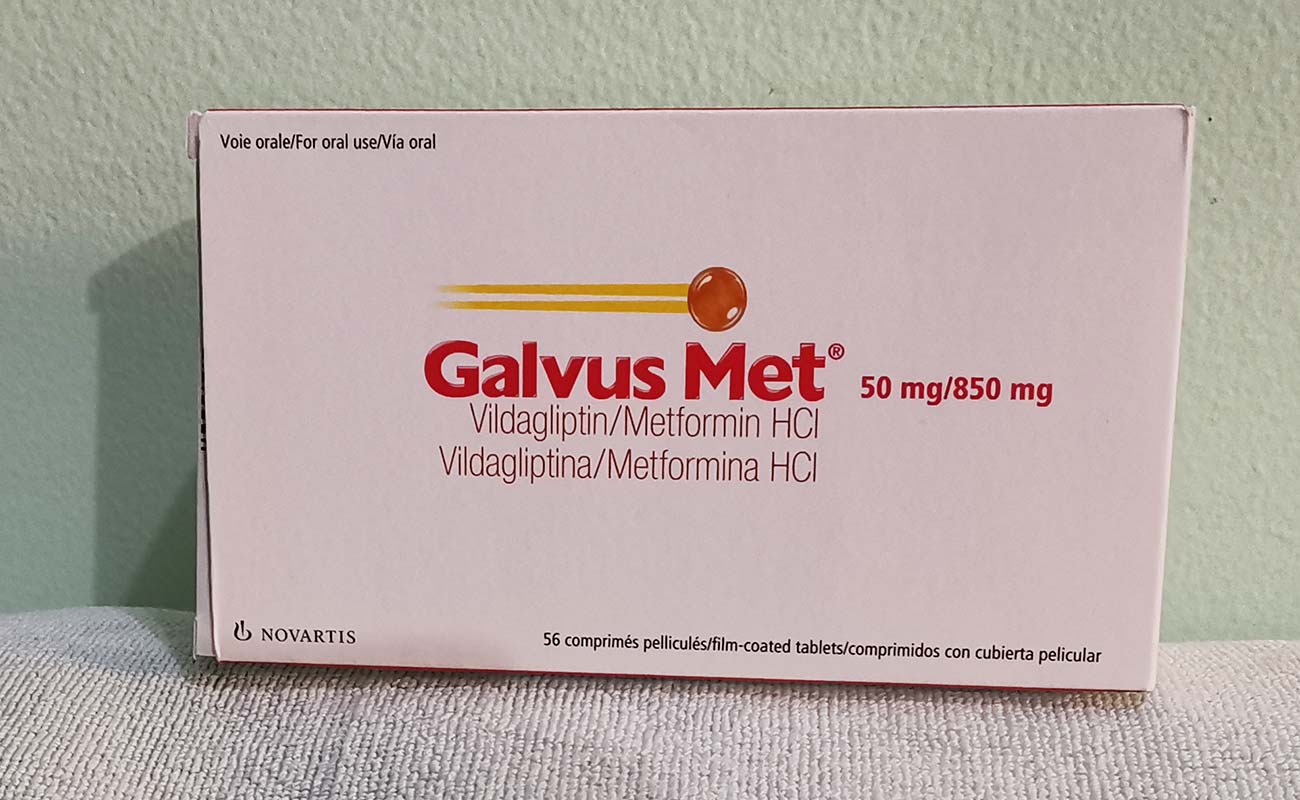 Voie orale/For oral use/Vía oral
Galvus Met® 50 mg/850 mg
Vildagliptin/Metformin HCl
Vildagliptina/Metformina HCl
NOVARTIS
56 comprimés pelliculés/film-coated tablets/comprimidos con cubierta pelicular